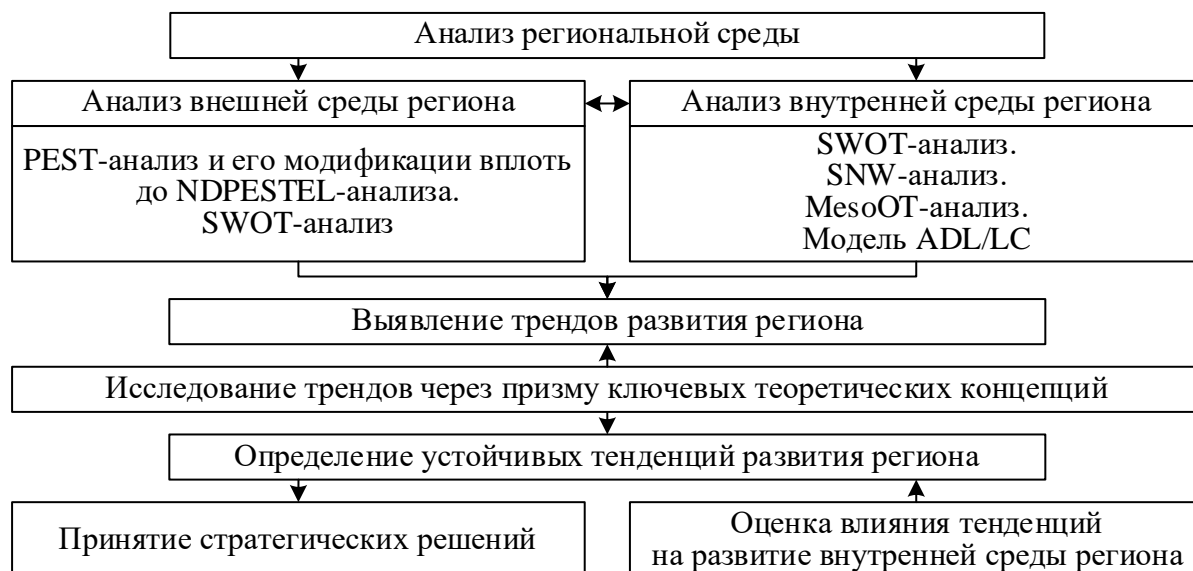 Анализ региональной среды
Анализ внешней среды региона
PEST-анализ и его модификации вплоть
до NDPESTEL-анализа.
SWOT-анализ
Анализ внутренней среды региона
SWOT-анализ.
SNW-анализ.
MesoOT-анализ.
Модель ADL/LC
Выявление трендов развития региона
Исследование трендов через призму ключевых теоретических концепций
Определение устойчивых тенденций развития региона
Принятие стратегических решений
Оценка влияния тенденций
на развитие внутренней среды региона